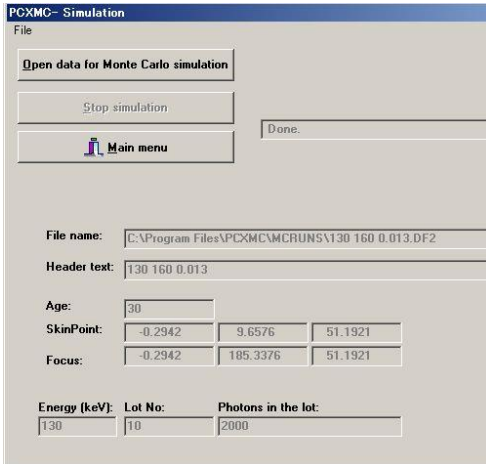 PCXMC- Simulation
File
Open data for Monte Carlo simulation
Stop simulation
Done.
Main menu
File name: C:\Program Files\PCXMC\MCRUNS\130 160 0.013.DF2
Header text: 130 160 0.013
Age: 30
SkinPoint: -0.2942 9.6576 51.1921
Focus: -0.2942 185.3376 51.1921
Energy (keV): Lot No: Photons in the lot:
130 10 2000